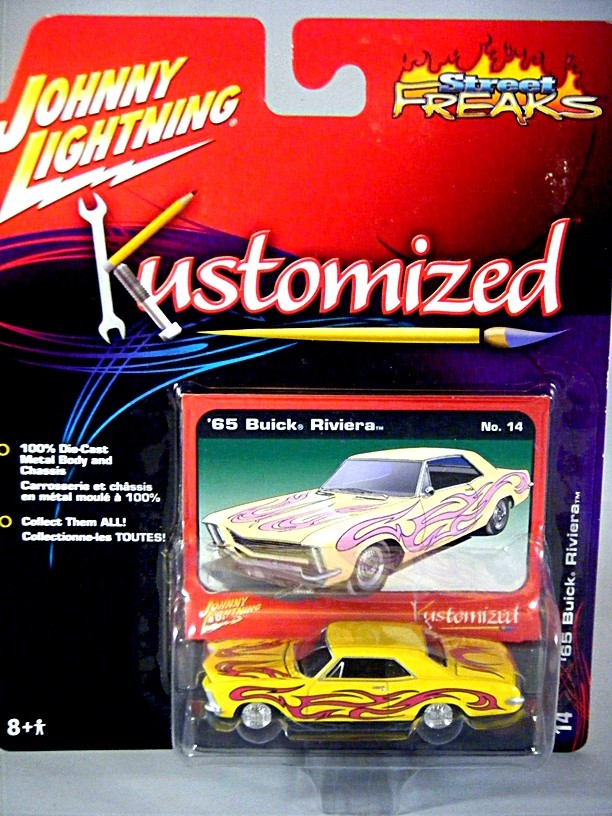 JOHNNY
LIGHTNING®
Street
FREAKS
Kustomized
'65 Buick® Riviera™
No. 14
100% Die-Cast
Metal Body and
Chassis
Carrosserie et châssis
en métal moulé à 100%
Collect Them ALL!
Collectionne-les TOUTES!
JOHNNY
LIGHTNING
Kustomized
14 '65 Buick® Riviera™
8+